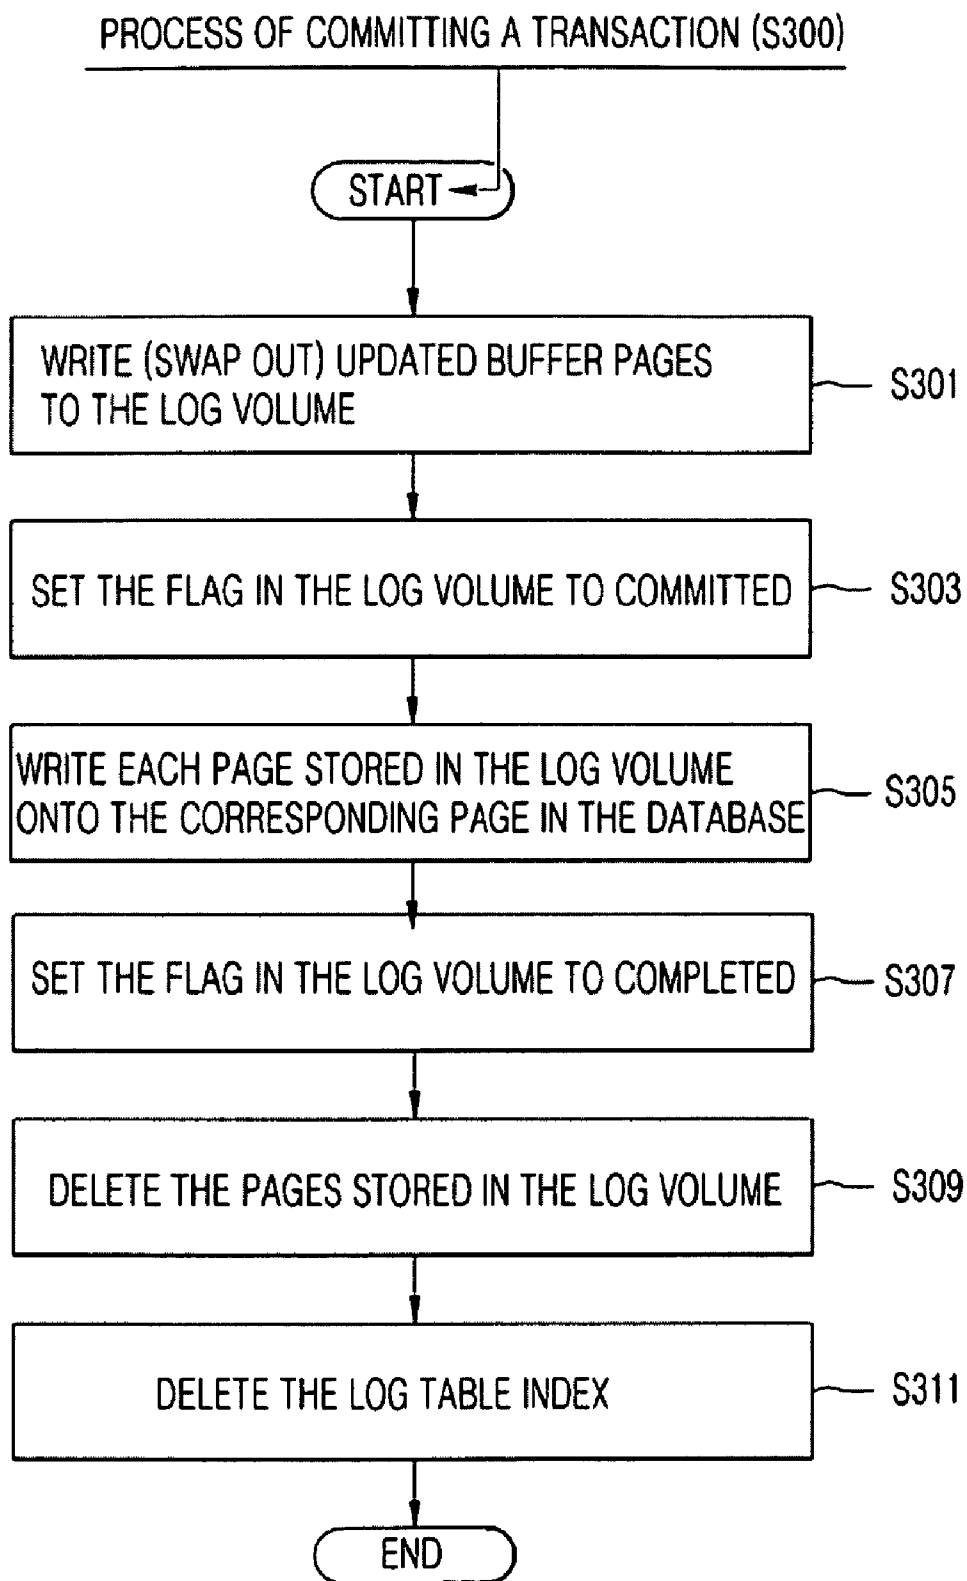 PROCESS OF COMMITTING A TRANSACTION (S300)
START
WRITE (SWAP OUT) UPDATED BUFFER PAGES
TO THE LOG VOLUME
S301
SET THE FLAG IN THE LOG VOLUME TO COMMITTED
S303
WRITE EACH PAGE STORED IN THE LOG VOLUME
ONTO THE CORRESPONDING PAGE IN THE DATABASE
S305
SET THE FLAG IN THE LOG VOLUME TO COMPLETED
S307
DELETE THE PAGES STORED IN THE LOG VOLUME
S309
DELETE THE LOG TABLE INDEX
S311
END